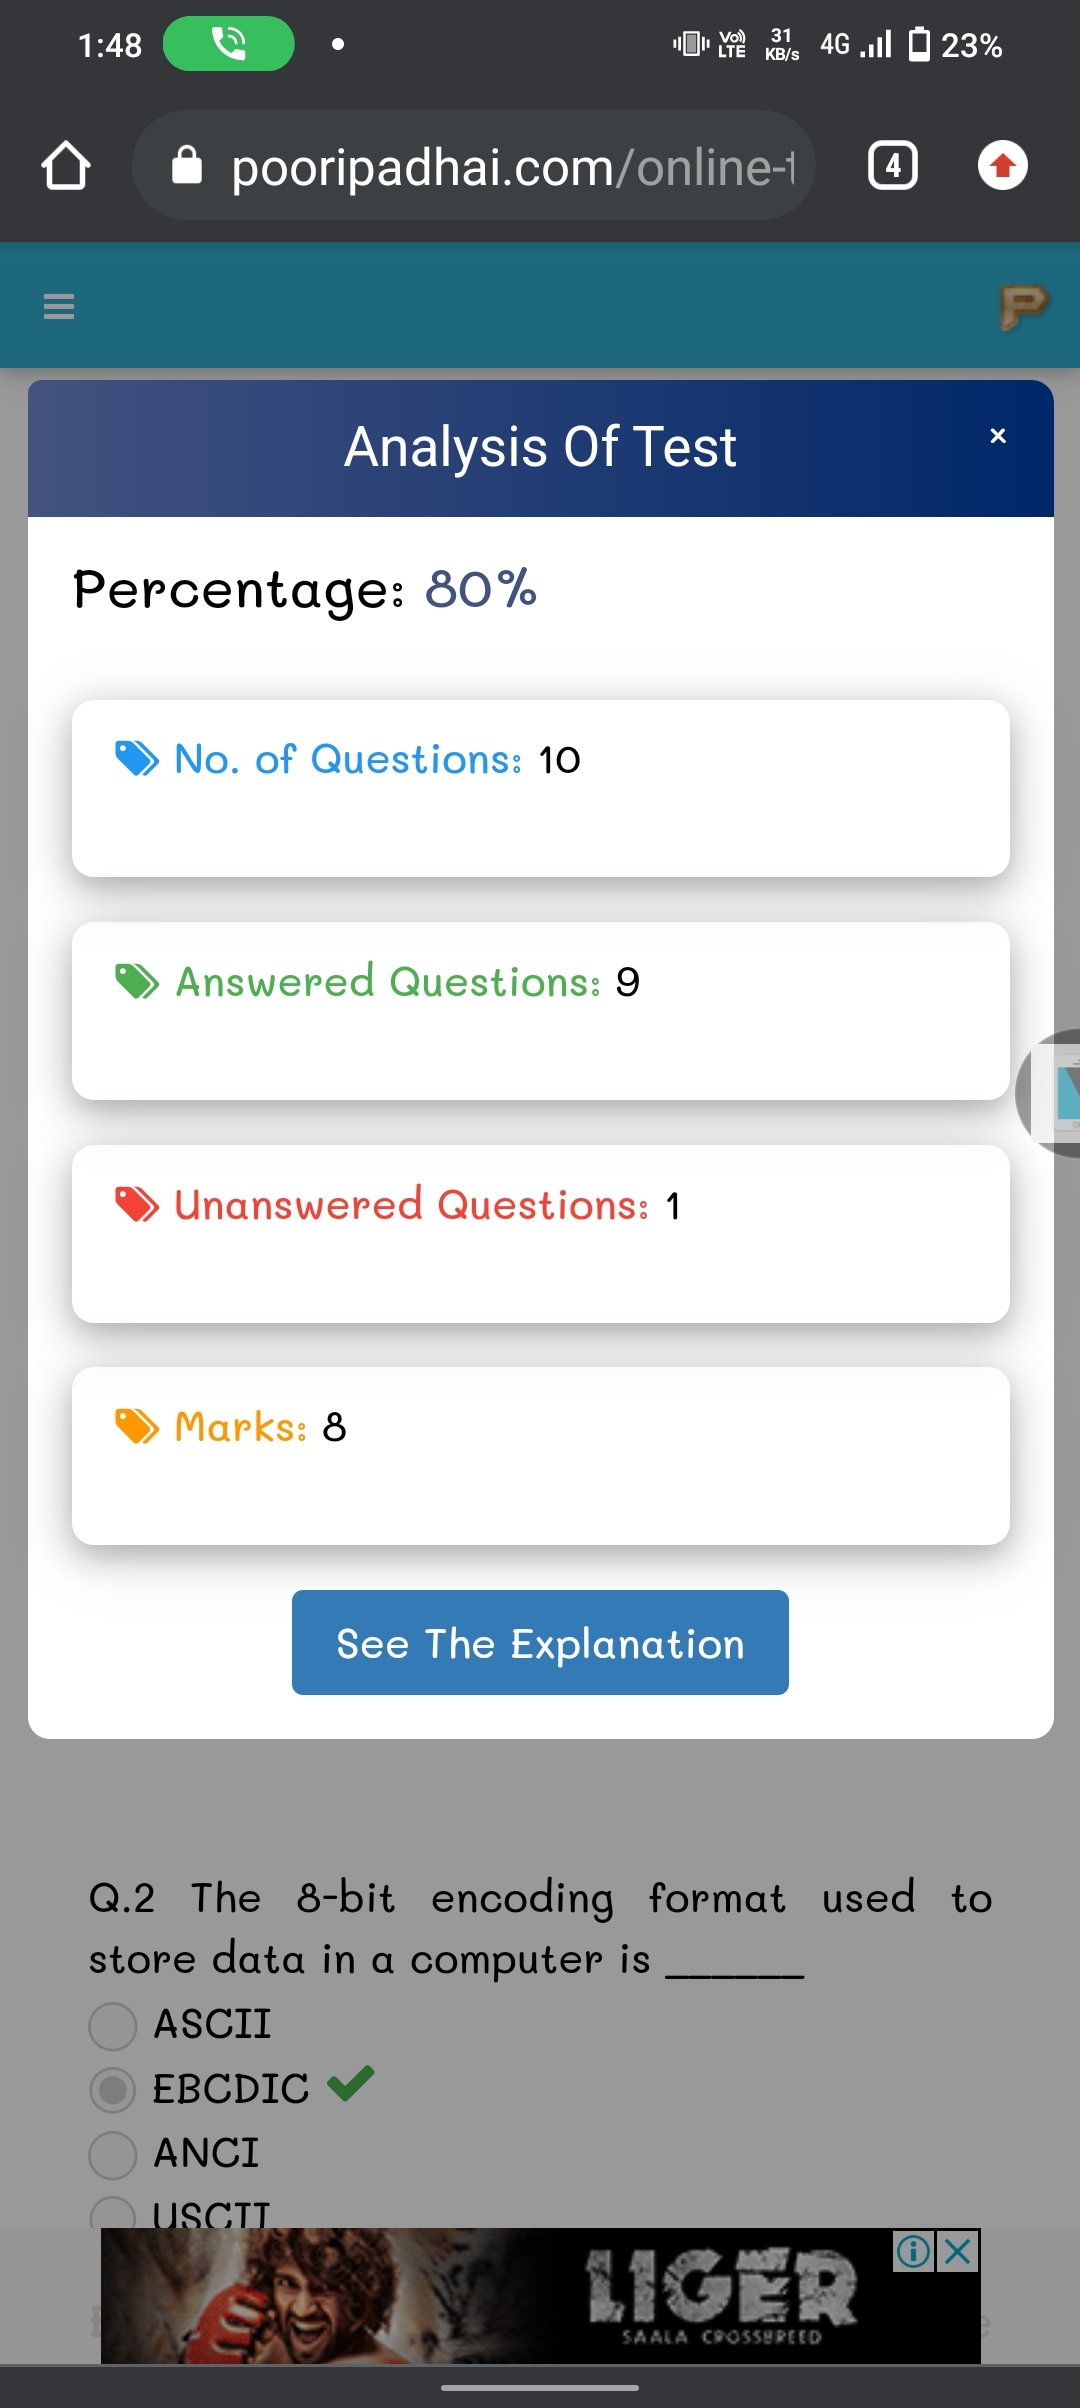 1:48
Vo))
LTE
31
KB/s
4G
23%
pooripadhai.com/online-t
4
P
Analysis Of Test
×
Percentage: 80%
No. of Questions: 10
Answered Questions: 9
Unanswered Questions: 1
Marks: 8
See The Explanation
Q.2 The 8-bit encoding format used to
store data in a computer is ______
ASCII
EBCDIC
ANCI
USCII
LIGER
SAALA CROSSBREED